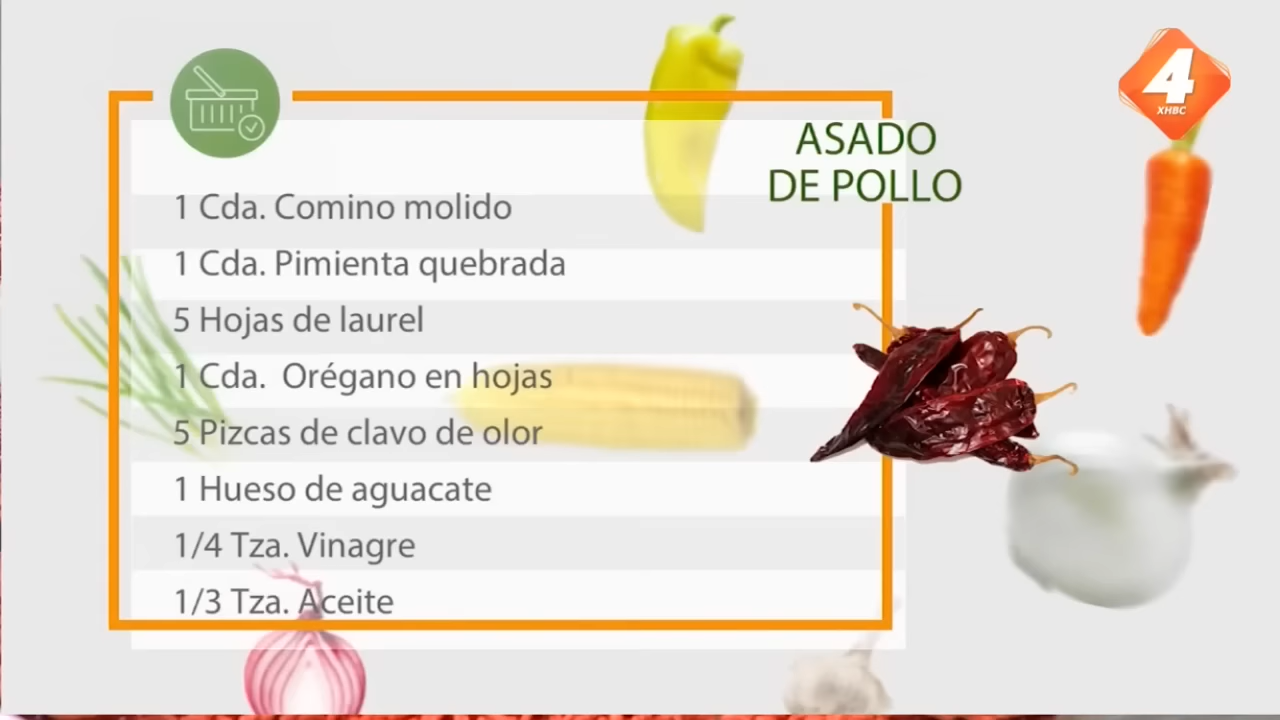 4
XHBC
ASADO
DE POLLO
1 Cda. Comino molido
1 Cda. Pimienta quebrada
5 Hojas de laurel
1 Cda.  Orégano en hojas
5 Pizcas de clavo de olor
1 Hueso de aguacate
1/4 Tza. Vinagre
1/3 Tza. Aceite